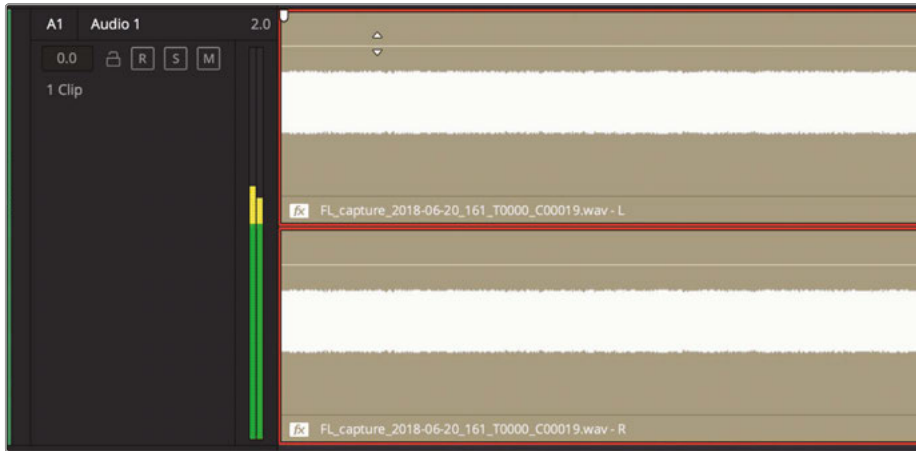 A1 Audio 1 2.0
0.0 R S M
1 Clip
fx FL_capture_2018-06-20_161_T0000_C00019.wav - L
fx FL_capture_2018-06-20_161_T0000_C00019.wav - R